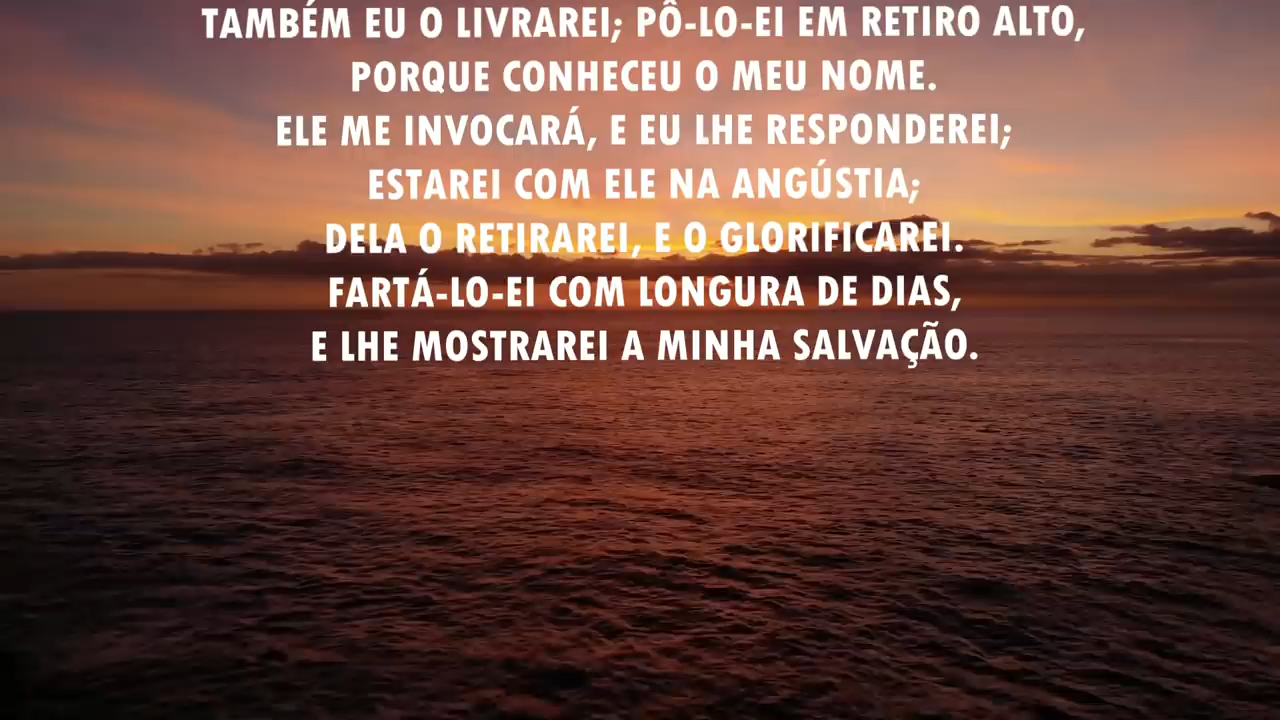 TAMBÉM EU O LIVRAREI; PÔ-LO-EI EM RETIRO ALTO,
PORQUE CONHECEU O MEU NOME.
ELE ME INVOCARÁ, E EU LHE RESPONDEREI;
ESTAREI COM ELE NA ANGÚSTIA;
DELA O RETIRAREI, E O GLORIFICAREI.
FARTÁ-LO-EI COM LONGURA DE DIAS,
E LHE MOSTRAREI A MINHA SALVAÇÃO.